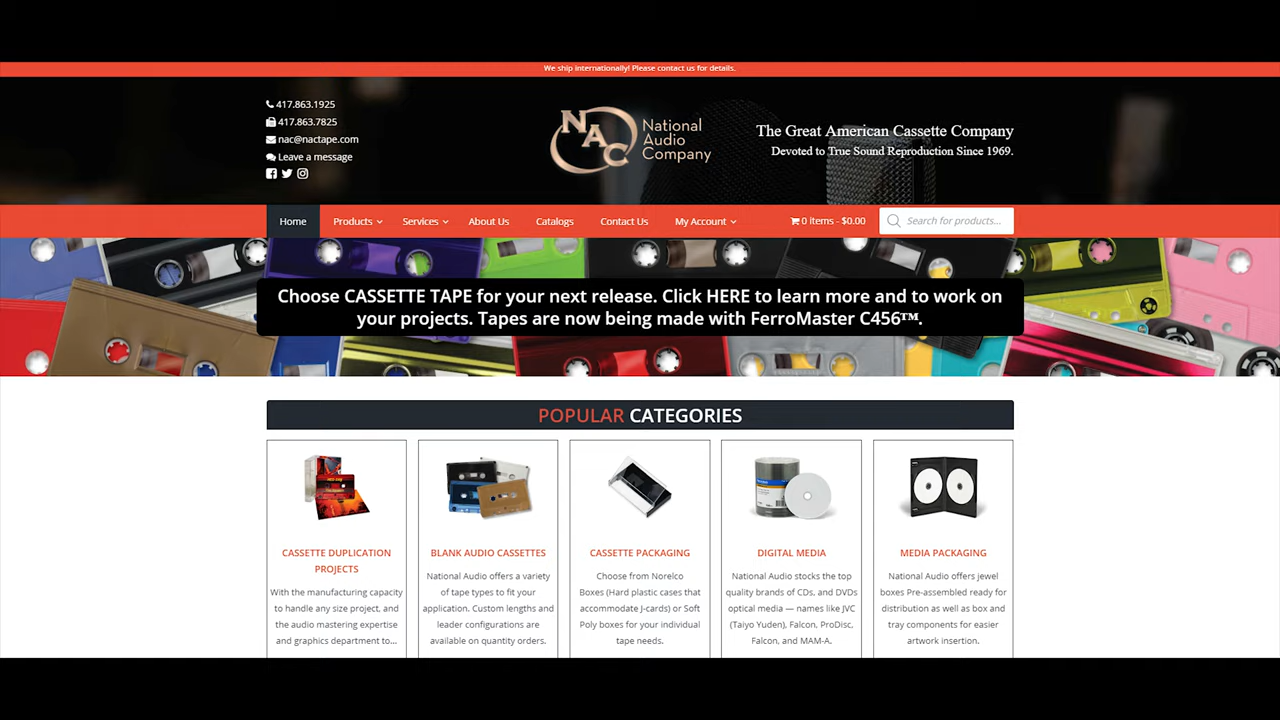 We ship internationally! Please contact us for details.
417.863.1925
417.863.7825
nac@nactape.com
Leave a message
NAC
National
Audio
Company
The Great American Cassette Company
Devoted to True Sound Reproduction Since 1969.
Home
Products
Services
About Us
Catalogs
Contact Us
My Account
0 items - $0.00
Search for products...
Choose CASSETTE TAPE for your next release. Click HERE to learn more and to work on
your projects. Tapes are now being made with FerroMaster C456™.
POPULAR CATEGORIES
CASSETTE DUPLICATION
PROJECTS
With the manufacturing capacity
to handle any size project, and
the audio mastering expertise
and graphics department to...
BLANK AUDIO CASSETTES
National Audio offers a variety
of tape types to fit your
application. Custom lengths and
leader configurations are
available on quantity orders.
CASSETTE PACKAGING
Choose from Norelco
Boxes (Hard plastic cases that
accommodate J-cards) or Soft
Poly boxes for your individual
tape needs.
DIGITAL MEDIA
National Audio stocks the top
quality brands of CDs, and DVDs
optical media — names like JVC
(Taiyo Yuden), Falcon, ProDisc,
Falcon, and MAM-A.
MEDIA PACKAGING
National Audio offers jewel
boxes Pre-assembled ready for
distribution as well as box and
tray components for easier
artwork insertion.